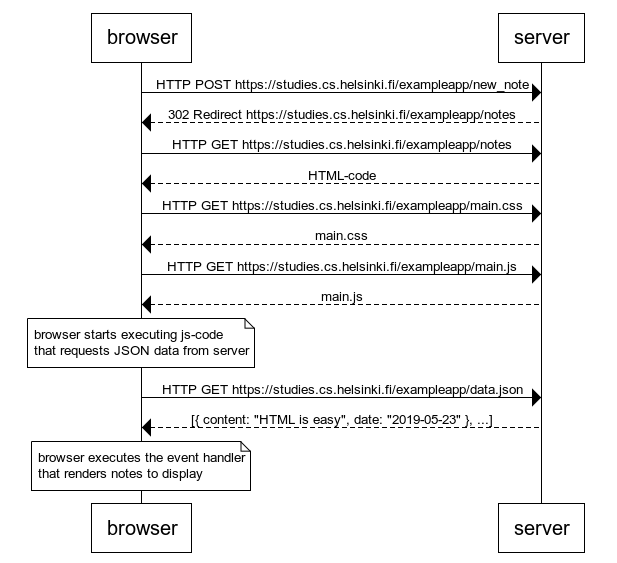 browser server
HTTP POST https://studies.cs.helsinki.fi/exampleapp/new_note
302 Redirect https://studies.cs.helsinki.fi/exampleapp/notes
HTTP GET https://studies.cs.helsinki.fi/exampleapp/notes
HTML-code
HTTP GET https://studies.cs.helsinki.fi/exampleapp/main.css
main.css
HTTP GET https://studies.cs.helsinki.fi/exampleapp/main.js
main.js
browser starts executing js-code
that requests JSON data from server
HTTP GET https://studies.cs.helsinki.fi/exampleapp/data.json
[{ content: "HTML is easy", date: "2019-05-23" }, ...]
browser executes the event handler
that renders notes to display
browser server